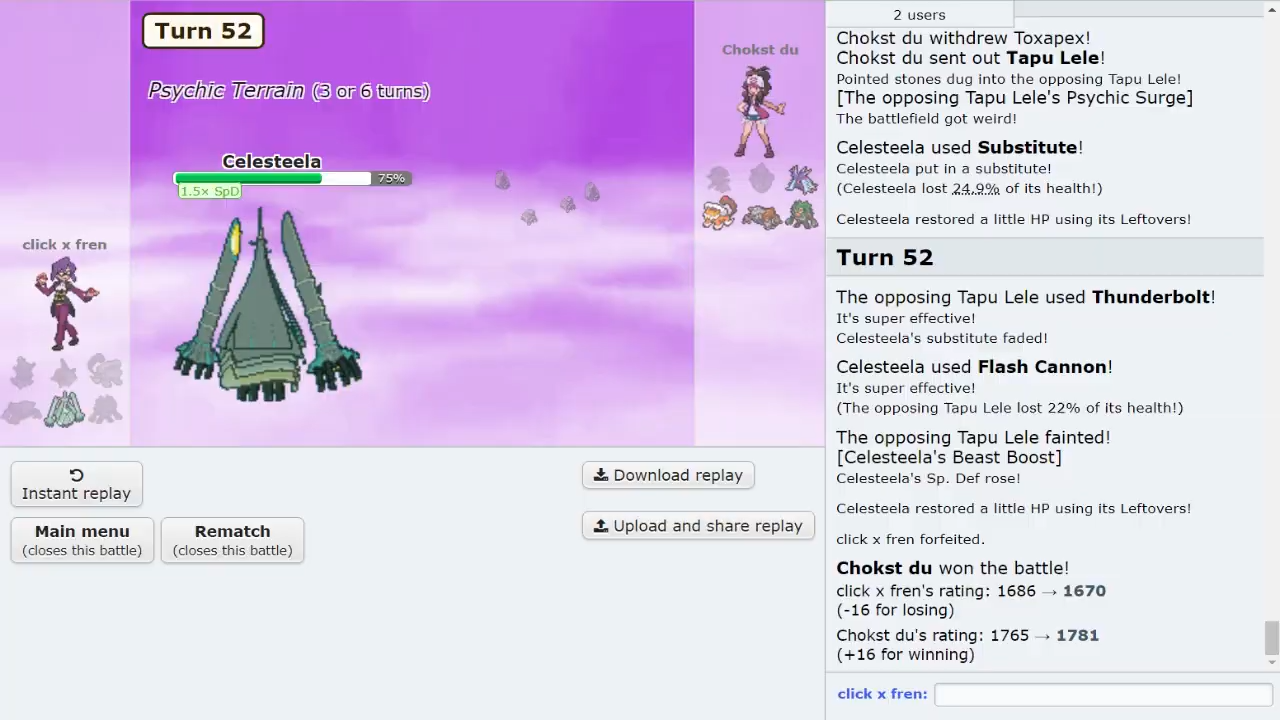 Turn 52
Psychic Terrain (3 or 6 turns)
Celesteela
75%
1.5× SpD
click x fren
Chokst du
Instant replay
Main menu
(closes this battle)
Rematch
(closes this battle)
Download replay
Upload and share replay
2 users
Chokst du withdrew Toxapex!
Chokst du sent out Tapu Lele!
Pointed stones dug into the opposing Tapu Lele!
[The opposing Tapu Lele's Psychic Surge]
The battlefield got weird!
Celesteela used Substitute!
Celesteela put in a substitute!
(Celesteela lost 24.9% of its health!)
Celesteela restored a little HP using its Leftovers!
Turn 52
The opposing Tapu Lele used Thunderbolt!
It's super effective!
Celesteela's substitute faded!
Celesteela used Flash Cannon!
It's super effective!
(The opposing Tapu Lele lost 22% of its health!)
The opposing Tapu Lele fainted!
[Celesteela's Beast Boost]
Celesteela's Sp. Def rose!
Celesteela restored a little HP using its Leftovers!
click x fren forfeited.
Chokst du won the battle!
click x fren's rating: 1686 → 1670
(-16 for losing)
Chokst du's rating: 1765 → 1781
(+16 for winning)
click x fren: